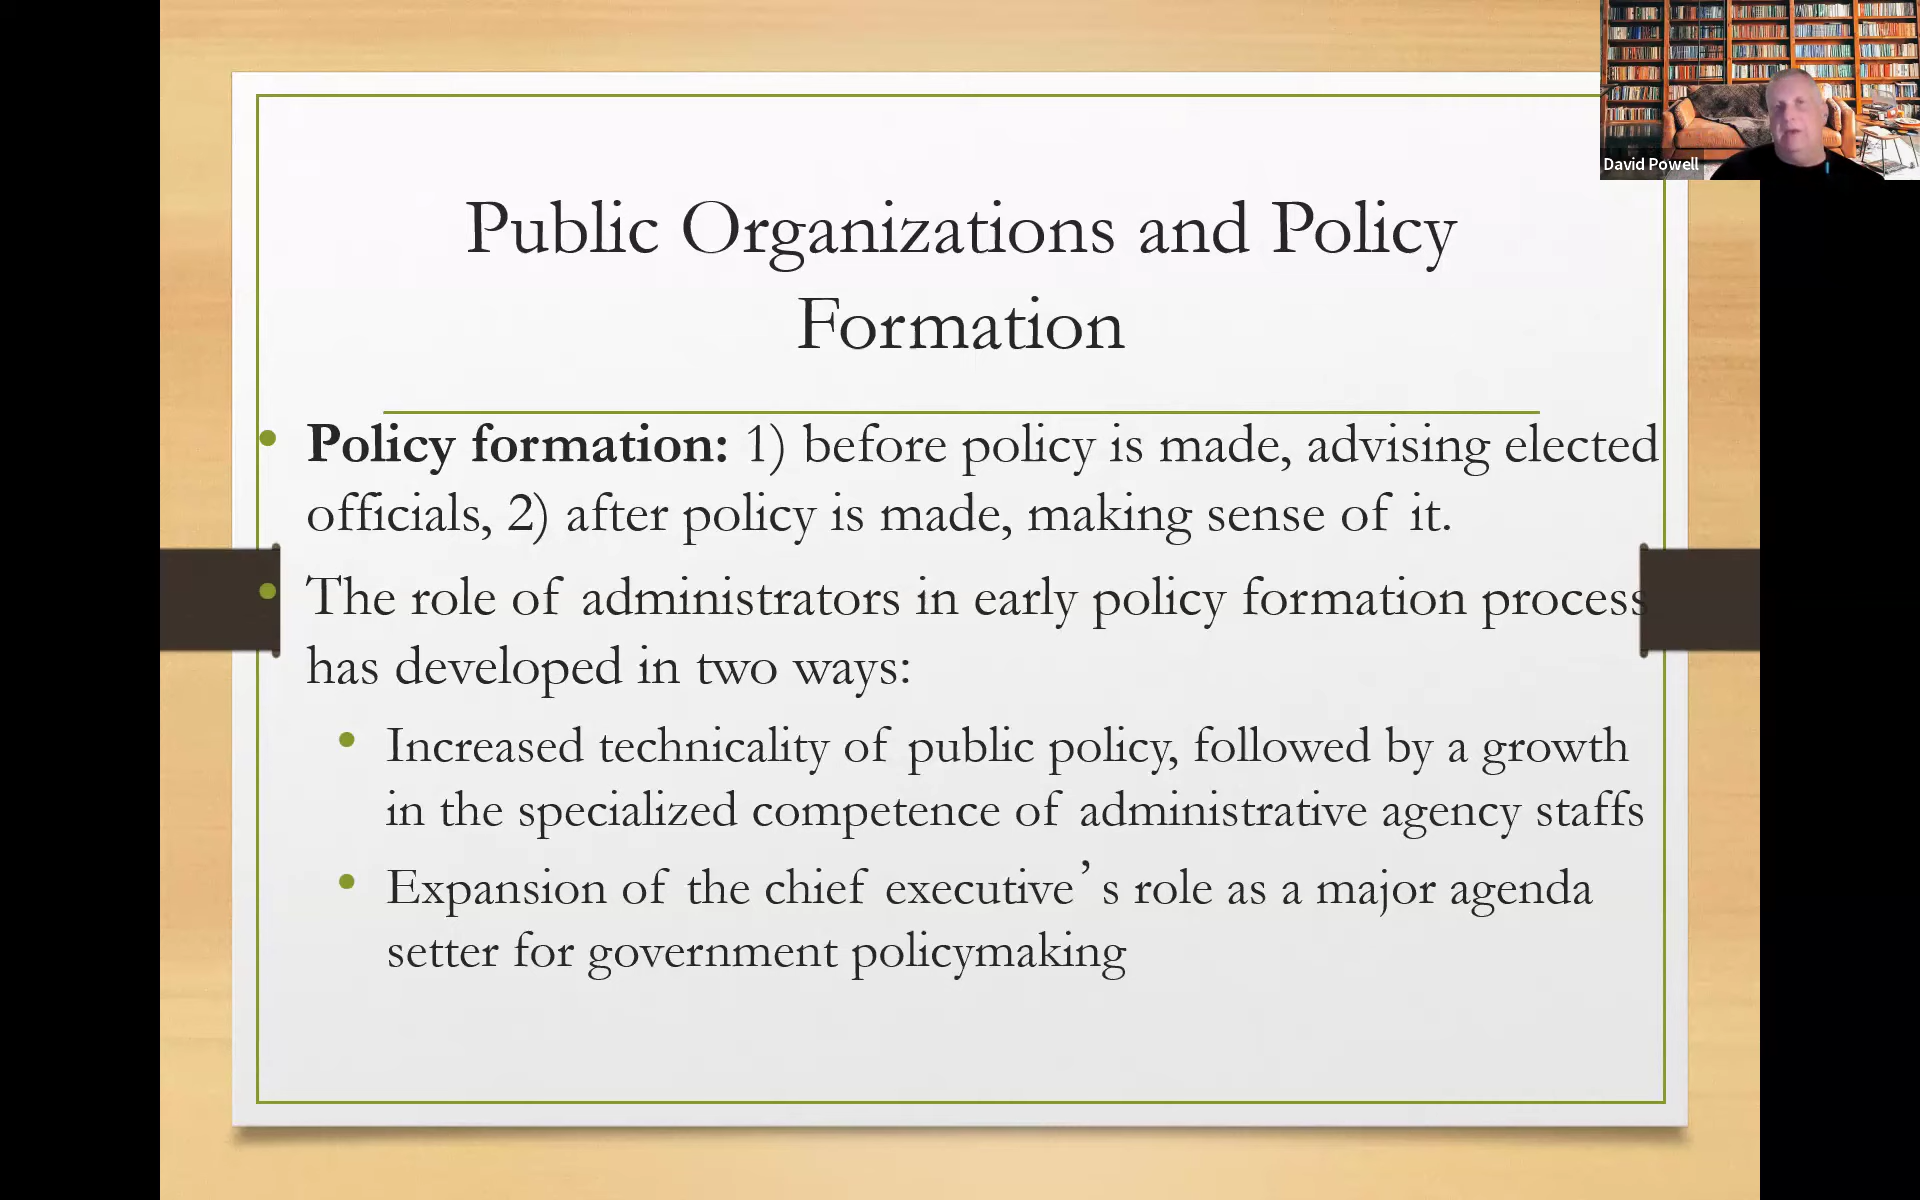 David Powell
Public Organizations and Policy
Formation
• Policy formation: 1) before policy is made, advising elected
officials, 2) after policy is made, making sense of it.
• The role of administrators in early policy formation process
has developed in two ways:
• Increased technicality of public policy, followed by a growth
in the specialized competence of administrative agency staffs
• Expansion of the chief executive’s role as a major agenda
setter for government policymaking